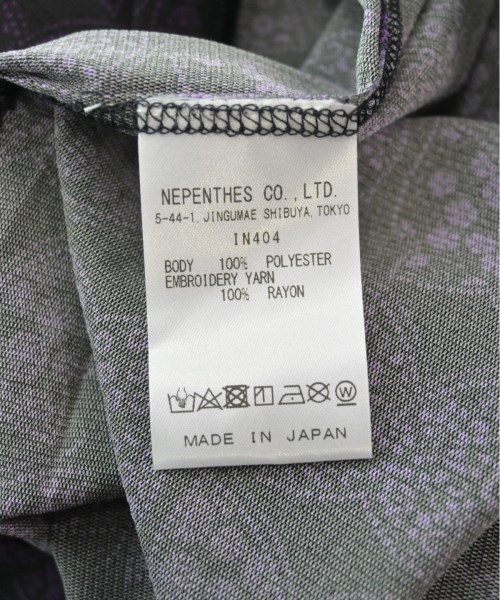 NEPENTHES CO.,LTD.
5-44-1, JINGUMAE SHIBUYA, TOKYO
IN404
BODY 100% POLYESTER
EMBROIDERY YARN
100% RAYON
W
MADE IN JAPAN